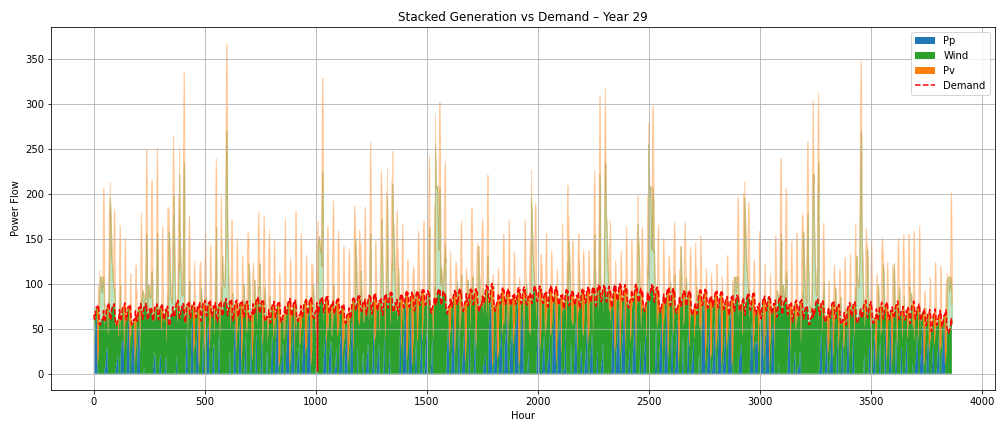 Stacked Generation vs Demand – Year 29
Pp
Wind
Pv
Demand
350
300
250
200
150
100
50
0
Power Flow
0 500 1000 1500 2000 2500 3000 3500 4000
Hour